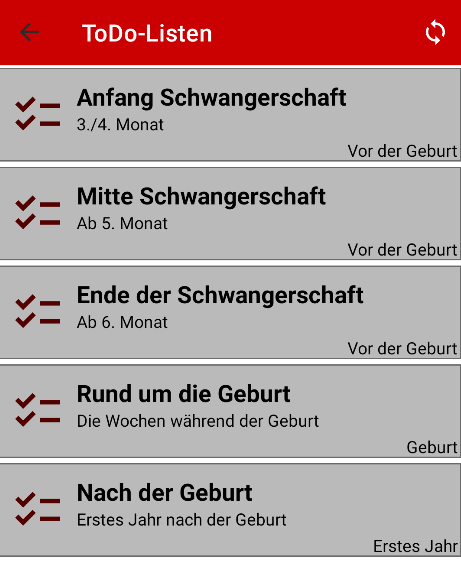 ToDo-Listen
Anfang Schwangerschaft
3./4. Monat
Vor der Geburt
Mitte Schwangerschaft
Ab 5. Monat
Vor der Geburt
Ende der Schwangerschaft
Ab 6. Monat
Vor der Geburt
Rund um die Geburt
Die Wochen während der Geburt
Geburt
Nach der Geburt
Erstes Jahr nach der Geburt
Erstes Jahr